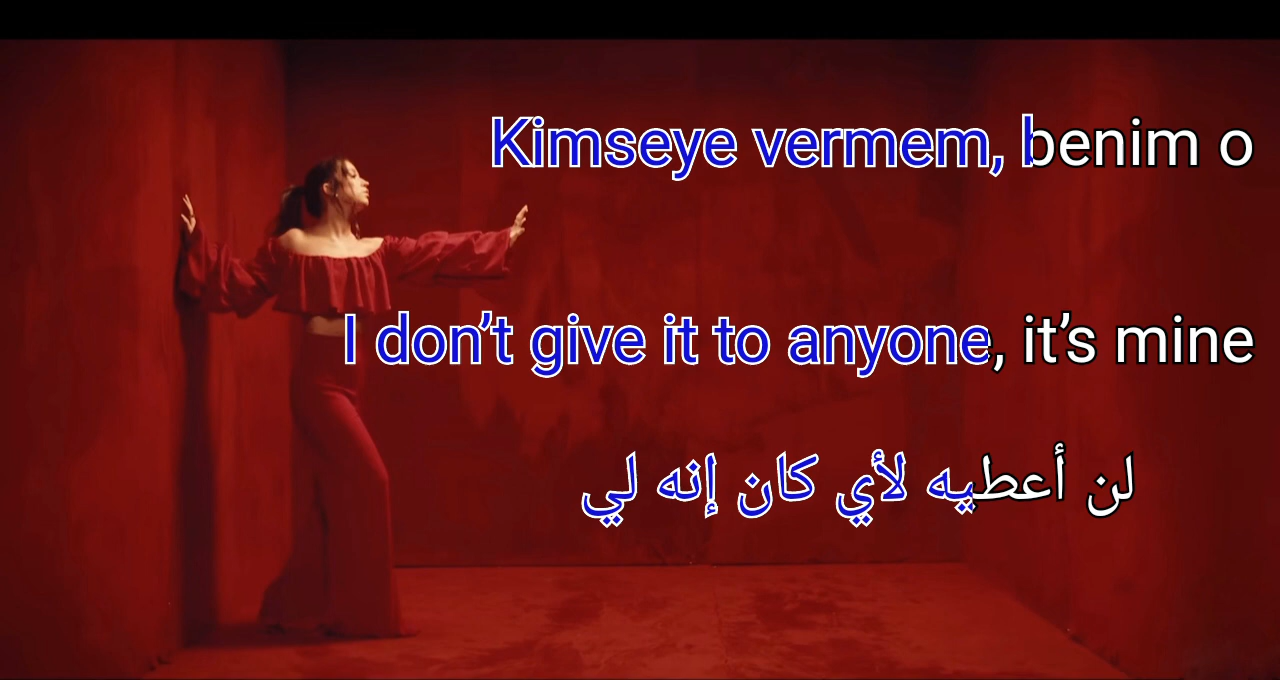 Kimseye vermem, benim o
I don’t give it to anyone, it’s mine
لن أعطيه لأي كان إنه لي